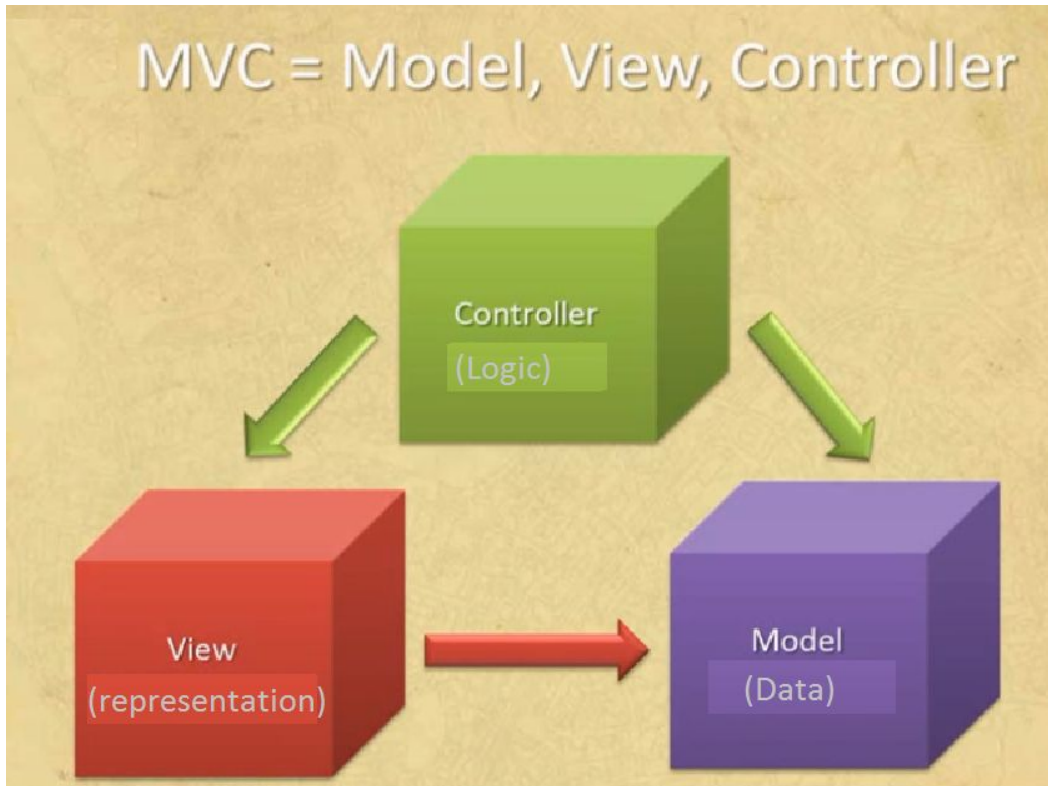 MVC = Model, View, Controller
Controller
(Logic)
View
(representation)
Model
(Data)